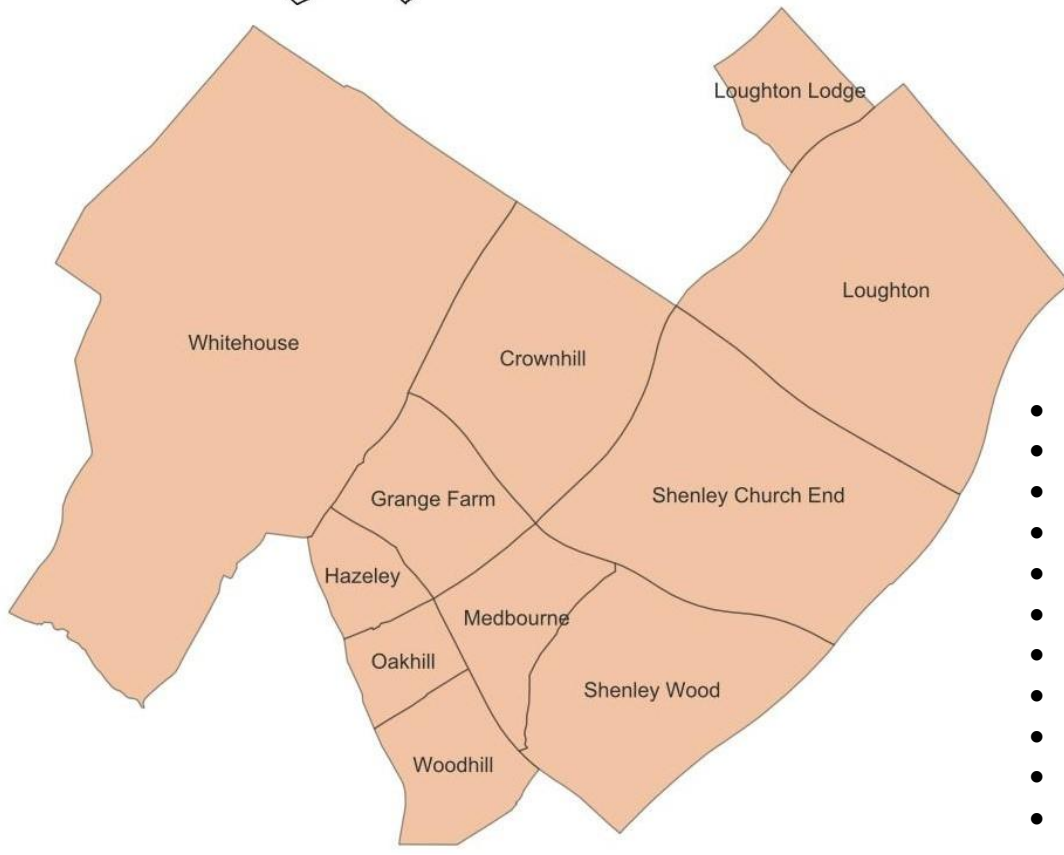 Loughton Lodge
Loughton
Whitehouse
Crownhill
Grange Farm
Shenley Church End
Hazeley
Medbourne
Oakhill
Shenley Wood
Woodhill